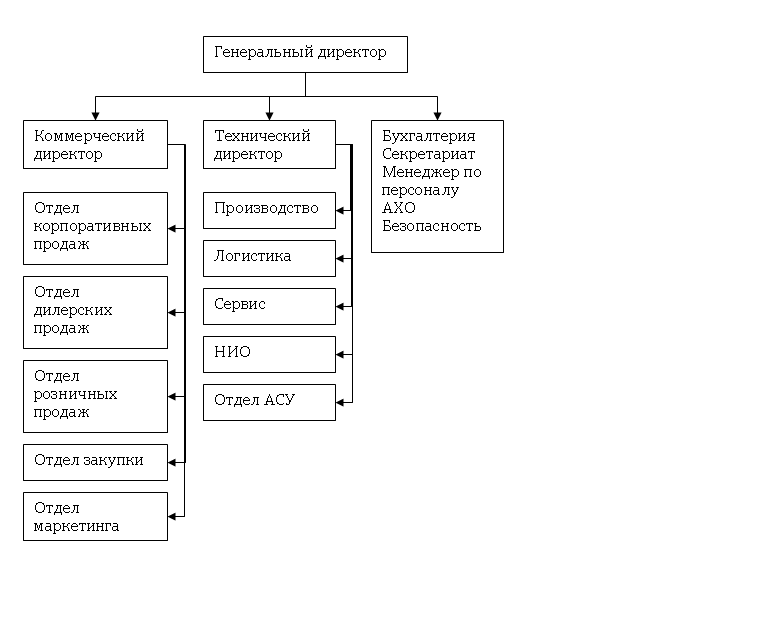 Генеральный директор
Коммерческий
директор
Технический
директор
Бухгалтерия
Секретариат
Менеджер по
персоналу
АХО
Безопасность
Отдел
корпоративных
продаж
Отдел
дилерских
продаж
Отдел
розничных
продаж
Отдел закупки
Отдел
маркетинга
Производство
Логистика
Сервис
НИО
Отдел АСУ